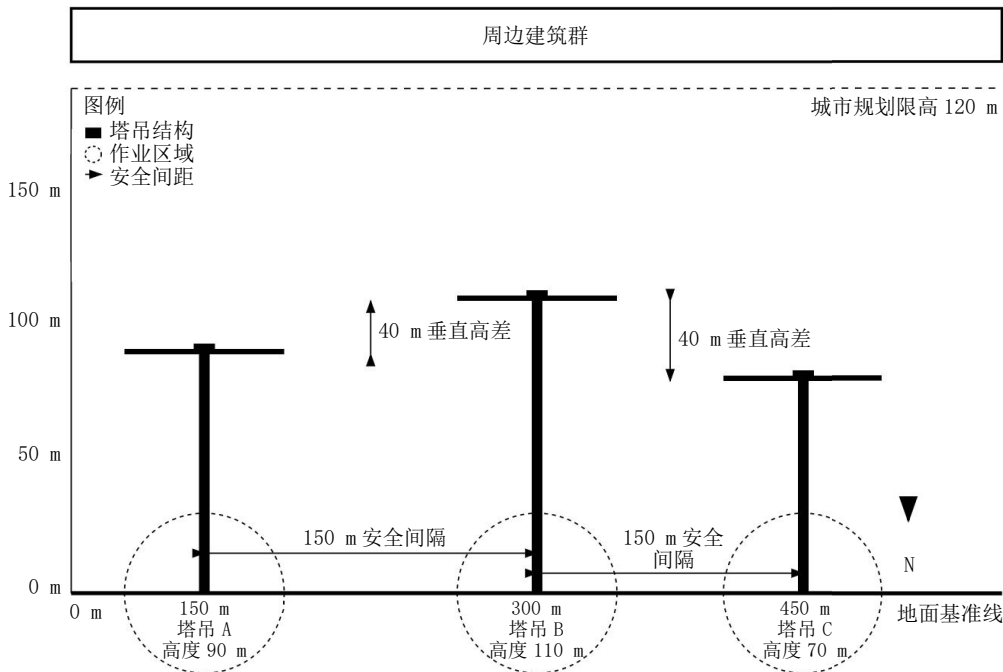 周边建筑群
城市规划限高 120 m
图例
塔吊结构
作业区域
安全间距
150 m
100 m
50 m
0 m
40 m 垂直高差
40 m 垂直高差
150 m 安全间隔
150 m 安全
间隔
N
0 m
150 m
塔吊 A
高度 90 m
300 m
塔吊 B
高度 110 m
450 m
塔吊 C
高度 70 m
地面基准线